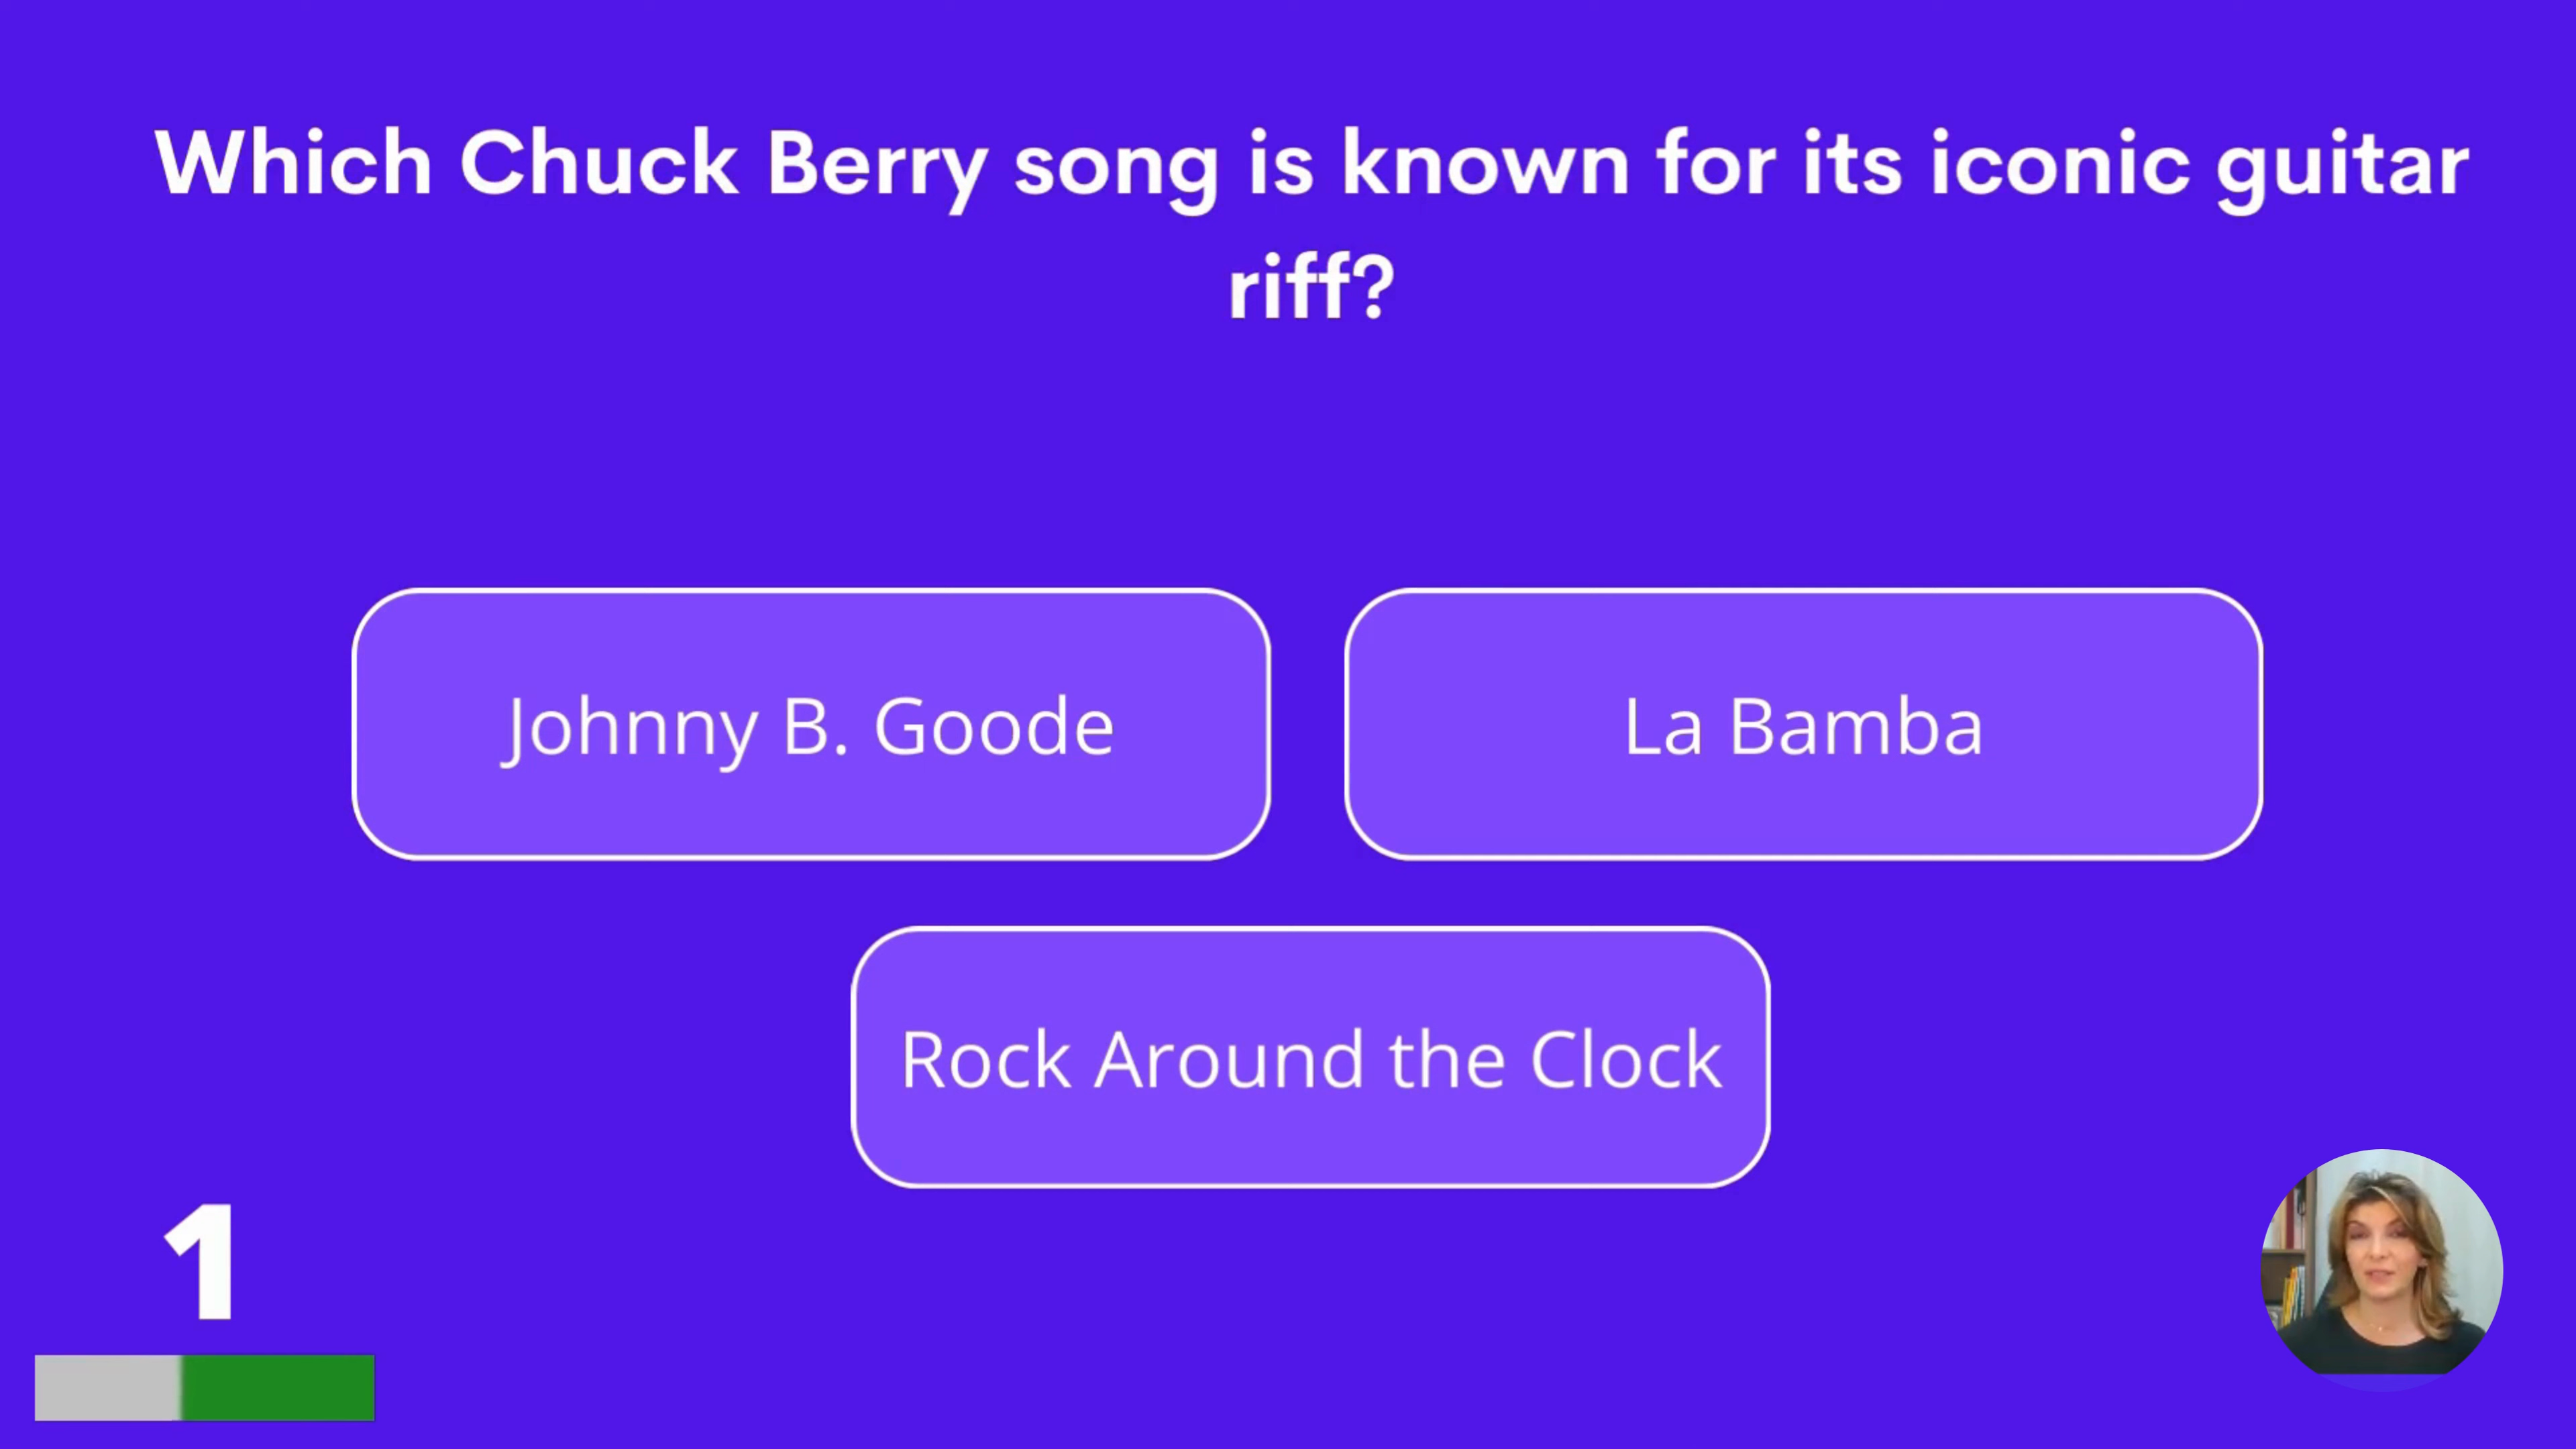 Which Chuck Berry song is known for its iconic guitar
riff?
Johnny B. Goode
La Bamba
Rock Around the Clock
1